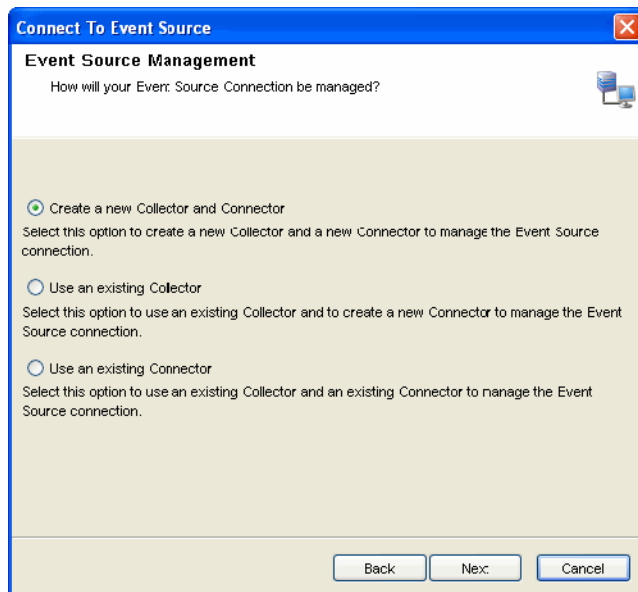 Connect To Event Source
Event Source Management
How will your Event Source Connection be managed?
Create a new Collector and Connector
Select this option to create a new Collector and a new Connector to manage the Event Source
connection.
Use an existing Collector
Select this option to use an existing Collector and to create a new Connector to manage the Event
Source connection.
Use an existing Connector
Select this option to use an existing Collector and an existing Connector to manage the Event
Source connection.
Back
Next
Cancel